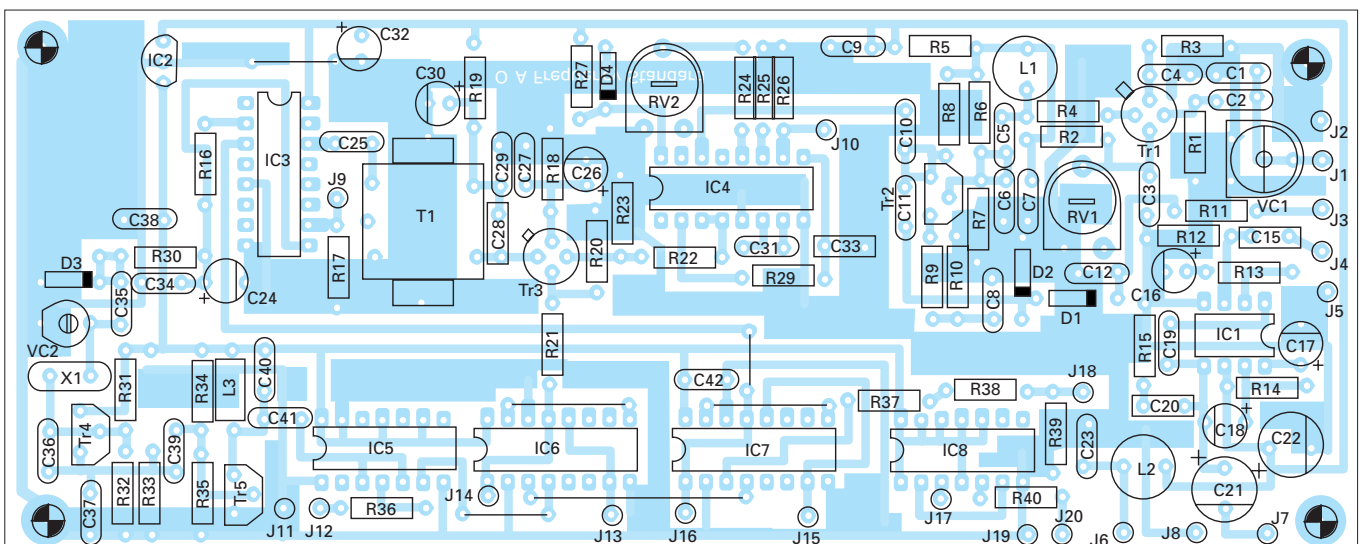 C32
IC2
C9
R5
R3
L1
C4
C1
C2
R27
D4
RV2
R24
R25
R26
C30
R19
O A Frequency Standard
R8
R6
R4
R2
C5
C10
Tr1
R1
J2
J10
R16
IC3
C25
C29
C27
R18
C26
IC4
J1
J9
T1
R23
Tr2
C11
C6
C7
R7
RV1
C3
VC1
R11
J3
C38
C28
R20
R12
C15
R30
R17
Tr3
R22
C31
C33
J4
D3
C34
C35
C24
R29
R9
R10
C8
D2
C12
D1
C16
R13
J5
VC2
R21
R15
C19
IC1
C17
X1
R31
R34
L3
C40
C42
J18
R38
R37
R14
C41
C20
Tr4
C36
C39
IC5
IC6
IC7
IC8
R39
C23
C18
C22
L2
R32
R33
R35
Tr5
C37
J14
J17
R40
C21
J11
J12
R36
J13
J16
J15
J19
J20
J6
J8
J7